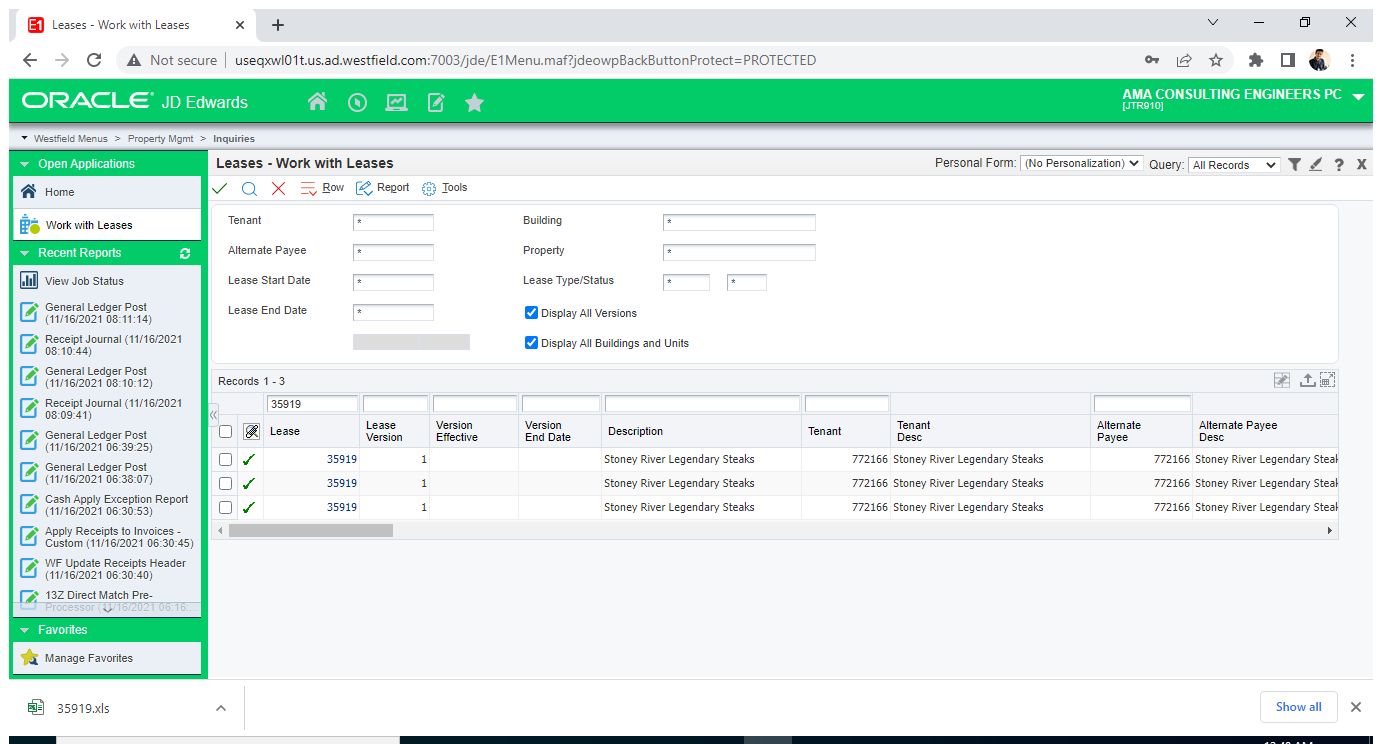 Leases - Work with Leases
Not secure
useqxwl01t.us.ad.westfield.com:7003/jde/E1Menu.maf?jdeowpBackButtonProtect=PROTECTED
ORACLE JD Edwards
AMA CONSULTING ENGINEERS PC
[JTR910]
Westfield Menus > Property Mgmt > Inquiries
Open Applications
Home
Work with Leases
Recent Reports
View Job Status
General Ledger Post
(11/16/2021 08:11:14)
Receipt Journal (11/16/2021
08:10:44)
General Ledger Post
(11/16/2021 08:10:12)
Receipt Journal (11/16/2021
08:09:41)
General Ledger Post
(11/16/2021 06:39:25)
General Ledger Post
(11/16/2021 06:38:07)
Cash Apply Exception Report
(11/16/2021 06:30:53)
Apply Receipts to Invoices -
Custom (11/16/2021 06:30:45)
WF Update Receipts Header
(11/16/2021 06:30:40)
13Z Direct Match Pre-
Processor (11/16/2021 06:16:
Favorites
Manage Favorites
Leases - Work with Leases
Personal Form: (No Personalization) Query: All Records ? X
Row Report Tools
Tenant * Building *
Alternate Payee * Property *
Lease Start Date * Lease Type/Status * *
Lease End Date * Display All Versions
Display All Buildings and Units
Records 1 - 3
35919
Lease Lease Version Version Effective Version End Date Description Tenant Tenant Desc Alternate Payee Alternate Payee Desc
35919 1 Stoney River Legendary Steaks 772166 Stoney River Legendary Steaks 772166 Stoney River Legendary Steak
35919 1 Stoney River Legendary Steaks 772166 Stoney River Legendary Steaks 772166 Stoney River Legendary Steak
35919 1 Stoney River Legendary Steaks 772166 Stoney River Legendary Steaks 772166 Stoney River Legendary Steak
35919.xls
Show all